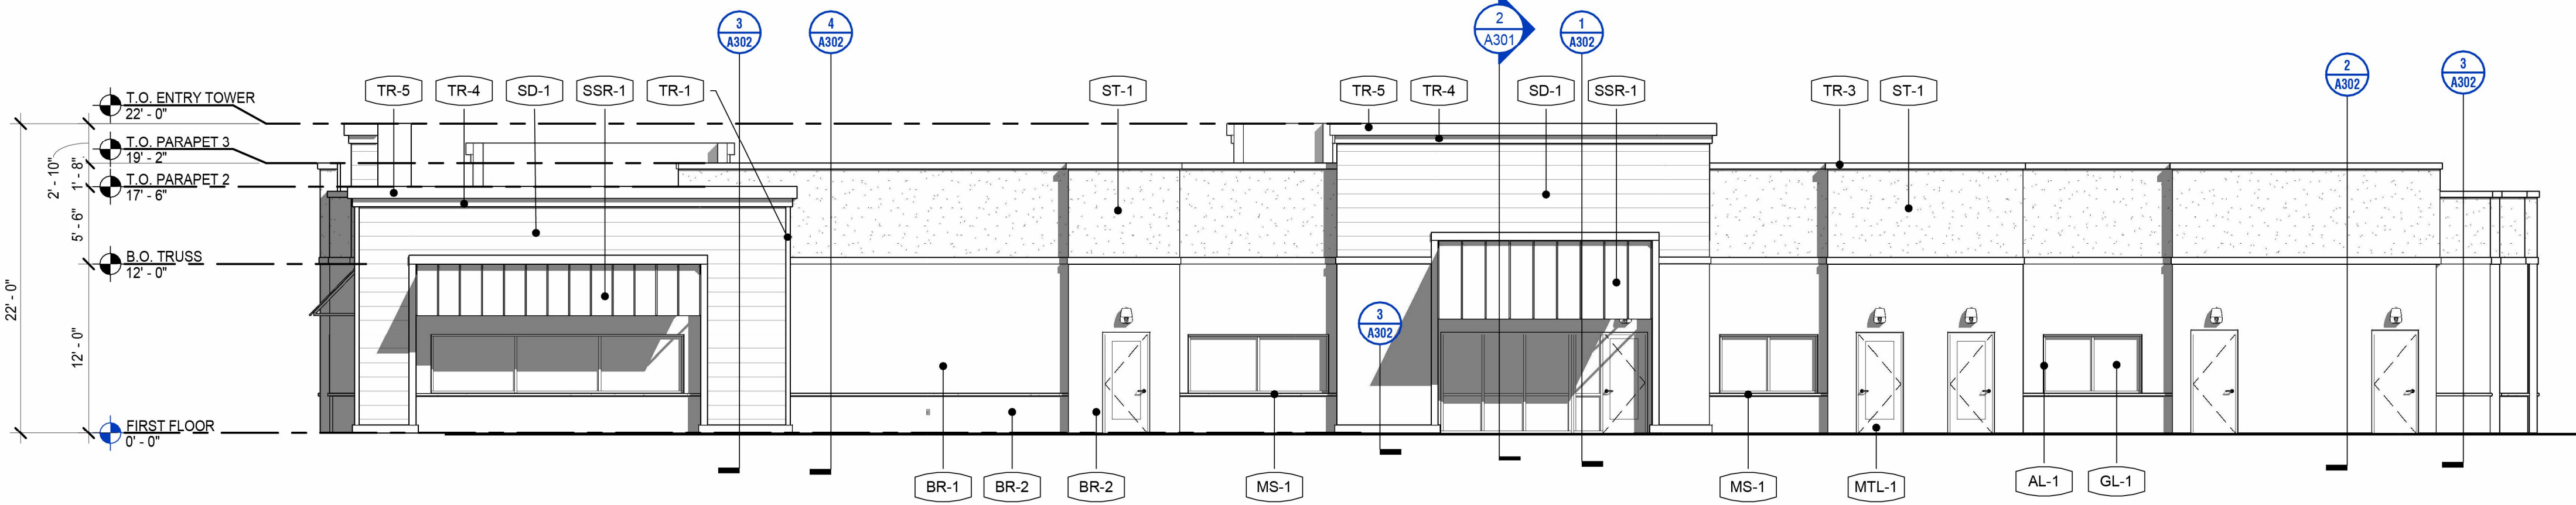 3
A302
4
A302
2
A301
1
A302
2
A302
3
A302
TR-5
TR-4
SD-1
SSR-1
TR-1
ST-1
TR-5
TR-4
SD-1
SSR-1
TR-3
ST-1
T.O. ENTRY TOWER
22' - 0"
T.O. PARAPET 3
19' - 2"
T.O. PARAPET 2
17' - 6"
B.O. TRUSS
12' - 0"
FIRST FLOOR
0' - 0"
22' - 0"
2' - 10"
1' - 8"
5' - 6"
12' - 0"
3
A302
BR-1
BR-2
BR-2
MS-1
MS-1
MTL-1
AL-1
GL-1